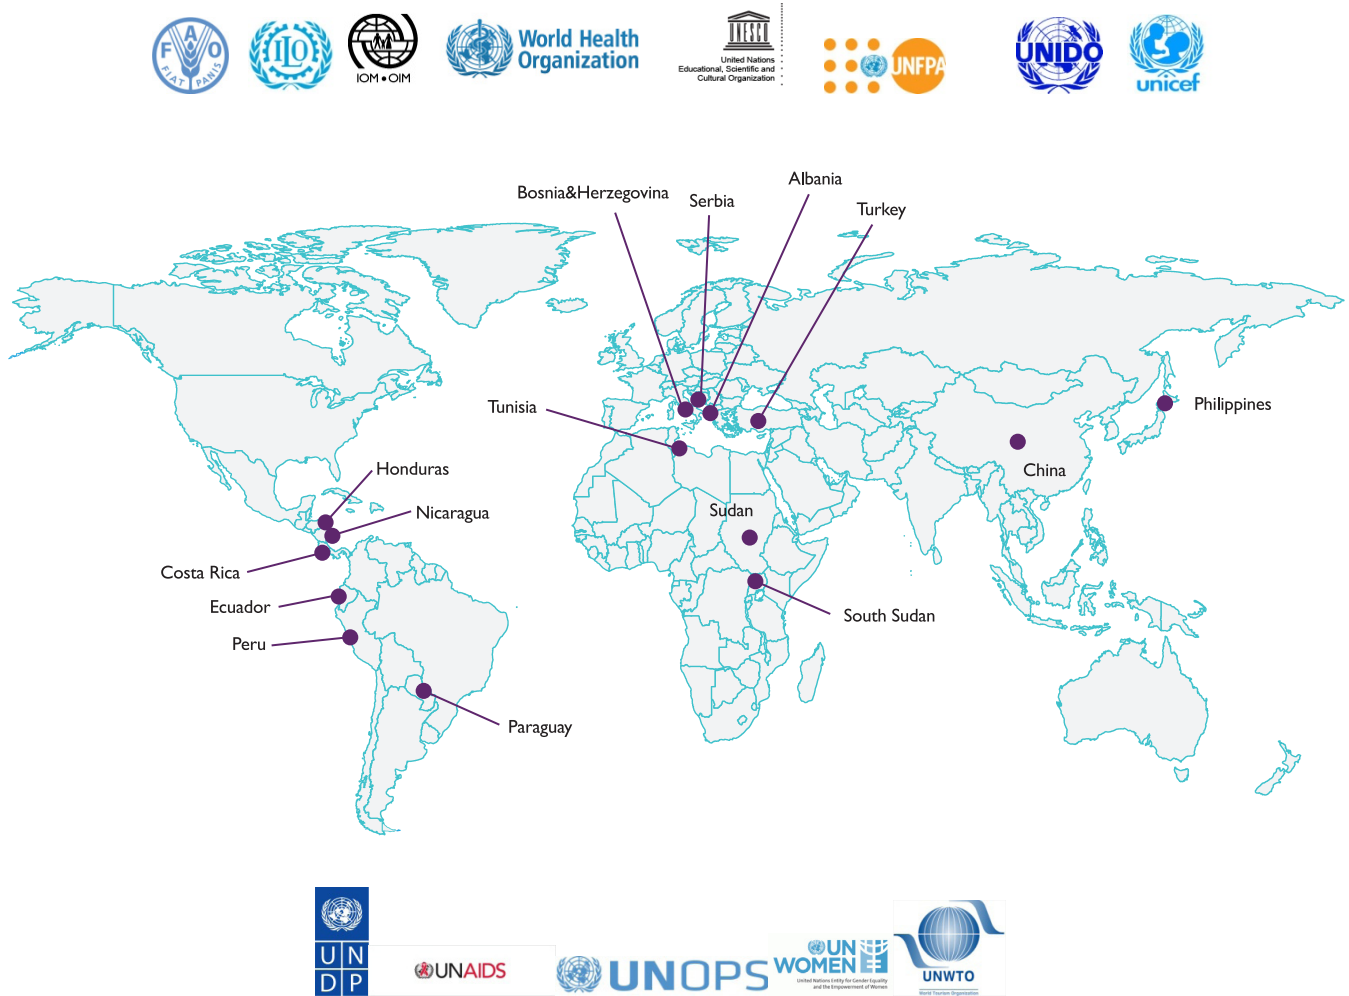 FAO
FIAT PANIS
ILO
IOM•OIM
World Health
Organization
UNESCO
United Nations
Educational, Scientific and
Cultural Organization
UNFPA
UNIDO
unicef
Bosnia&Herzegovina
Serbia
Albania
Turkey
Tunisia
Philippines
China
Honduras
Nicaragua
Sudan
Costa Rica
Ecuador
South Sudan
Peru
Paraguay
UN
DP
UNAIDS
UNOPS
UN
WOMEN
United Nations Entity for Gender Equality
and the Empowerment of Women
UNWTO
World Tourism Organization